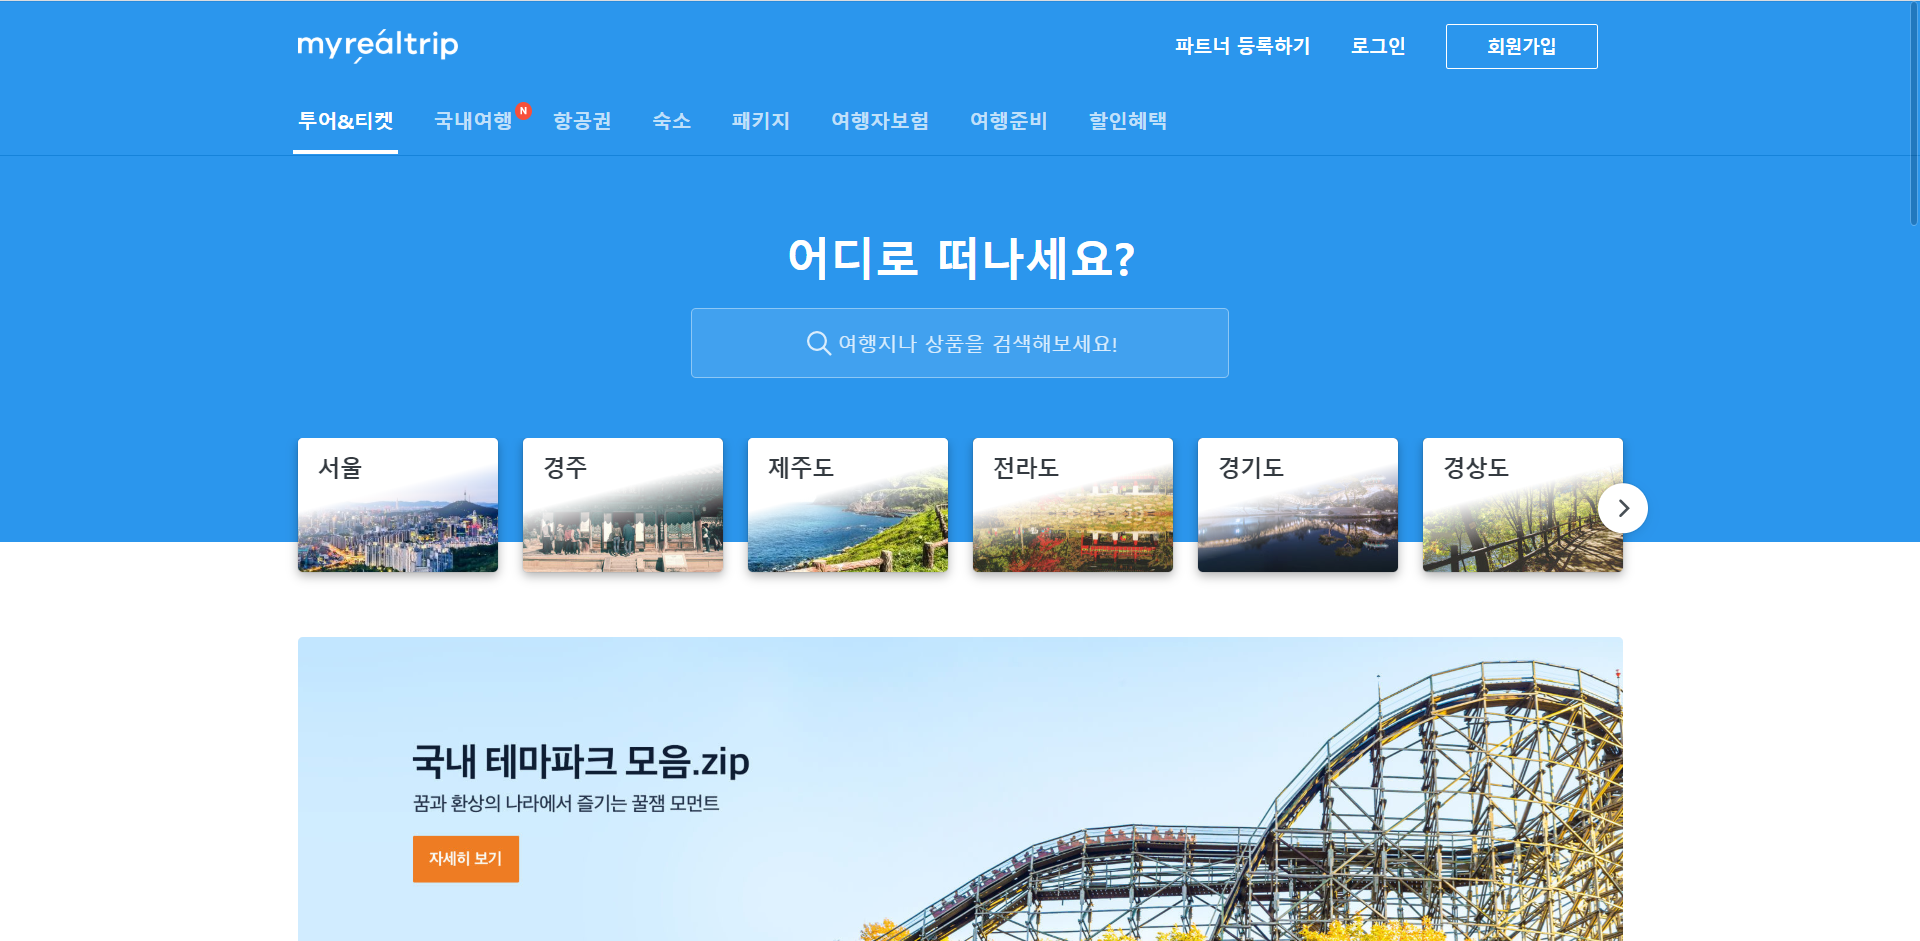 myreáltrip
파트너 등록하기 로그인 회원가입
투어&티켓 국내여행 N 항공권 숙소 패키지 여행자보험 여행준비 할인혜택
어디로 떠나세요?
여행지나 상품을 검색해보세요!
서울 경주 제주도 전라도 경기도 경상도
국내 테마파크 모음.zip
꿈과 환상의 나라에서 즐기는 꿀잼 모먼트
자세히 보기